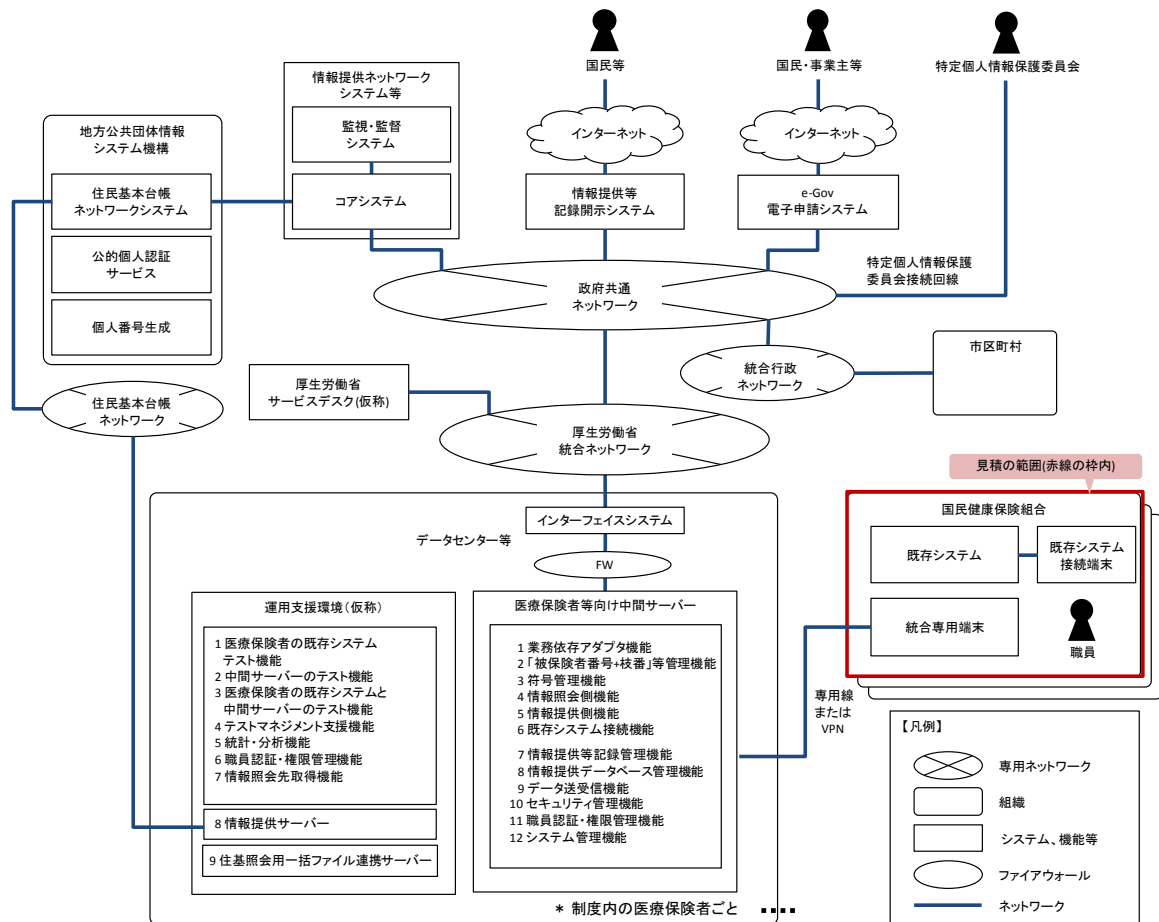 国民等
国民・事業主等
特定個人情報保護委員会
情報提供ネットワーク
システム等
監視・監督
システム
コアシステム
地方公共団体情報
システム機構
住民基本台帳
ネットワークシステム
公的個人認証
サービス
個人番号生成
インターネット
インターネット
情報提供等
記録開示システム
e-Gov
電子申請システム
特定個人情報保護
委員会接続回線
政府共通
ネットワーク
統合行政
ネットワーク
市区町村
厚生労働省
サービスデスク(仮称)
住民基本台帳
ネットワーク
厚生労働省
統合ネットワーク
見積の範囲(赤線の枠内)
国民健康保険組合
既存システム
既存システム
接続端末
統合専用端末
職員
インターフェイスシステム
データセンター等
FW
運用支援環境(仮称)
1 医療保険者の既存システム
テスト機能
2 中間サーバーのテスト機能
3 医療保険者の既存システムと
中間サーバーのテスト機能
4 テストマネジメント支援機能
5 統計・分析機能
6 職員認証・権限管理機能
7 情報照会先取得機能
8 情報提供サーバー
9 住基照会用一括ファイル連携サーバー
医療保険者等向け中間サーバー
1 業務依存アダプタ機能
2 「被保険者番号+枝番」等管理機能
3 符号管理機能
4 情報照会側機能
5 情報提供側機能
6 既存システム接続機能
7 情報提供等記録管理機能
8 情報提供データベース管理機能
9 データ送受信機能
10 セキュリティ管理機能
11 職員認証・権限管理機能
12 システム管理機能
専用線
または
VPN
* 制度内の医療保険者ごと
【凡例】
専用ネットワーク
組織
システム、機能等
ファイアウォール
ネットワーク